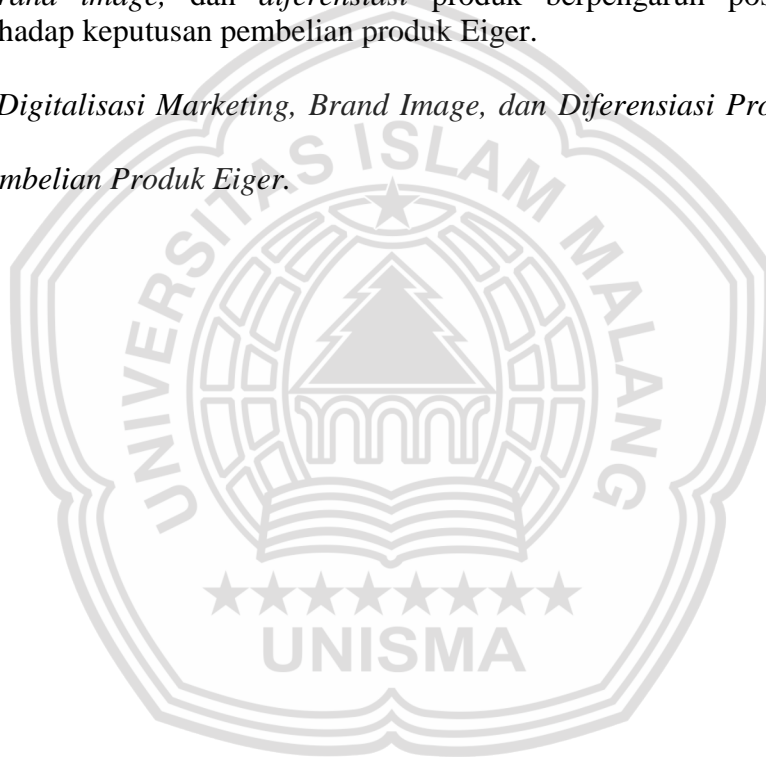 rand image, dan diferensiasi produk berpengaruh pos
hadap keputusan pembelian produk Eiger.
Digitalisasi Marketing, Brand Image, dan Diferensiasi Pro
mbelian Produk Eiger.
UNIVERSITAS ISLAM MALANG
UNISMA